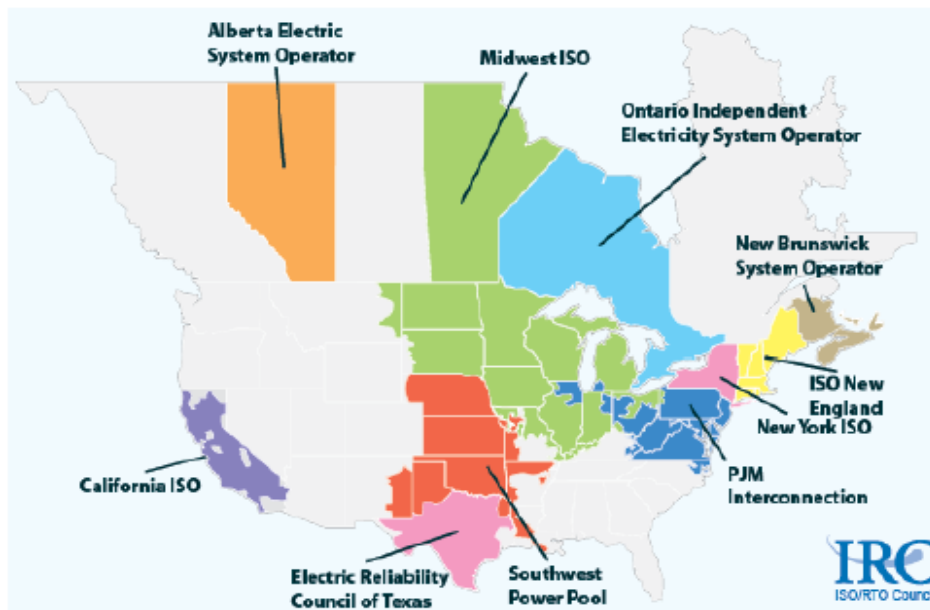 Alberta Electric
System Operator
Midwest ISO
Ontario Independent
Electricity System Operator
New Brunswick
System Operator
ISO New
England
New York ISO
PJM
Interconnection
California ISO
Electric Reliability
Council of Texas
Southwest
Power Pool
IRC
ISO/RTO Counc